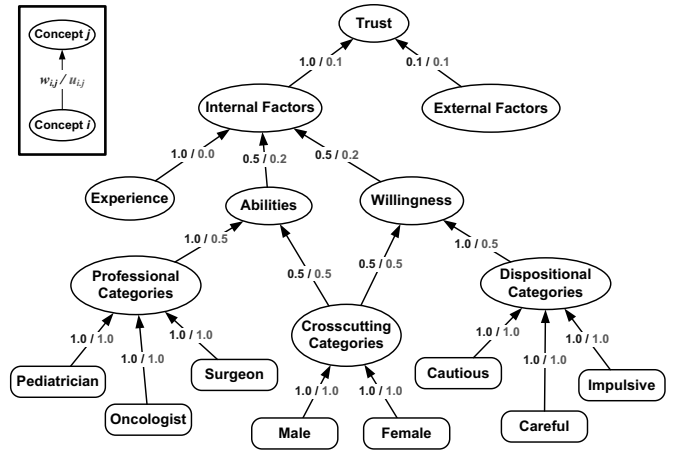 Trust
Concept j
1.0 / 0.1
0.1 / 0.1
w i,j / u i,j
Internal Factors
External Factors
Concept i
1.0 / 0.0
0.5 / 0.2
0.5 / 0.2
Experience
Abilities
Willingness
1.0 / 0.5
1.0 / 0.5
0.5 / 0.5
0.5 / 0.5
Professional
Categories
Dispositional
Categories
Crosscutting
Categories
1.0 / 1.0
1.0 / 1.0
1.0 / 1.0
1.0 / 1.0
1.0 / 1.0
1.0 / 1.0
Pediatrician
Surgeon
Cautious
Impulsive
1.0 / 1.0
1.0 / 1.0
Oncologist
Male
Female
Careful